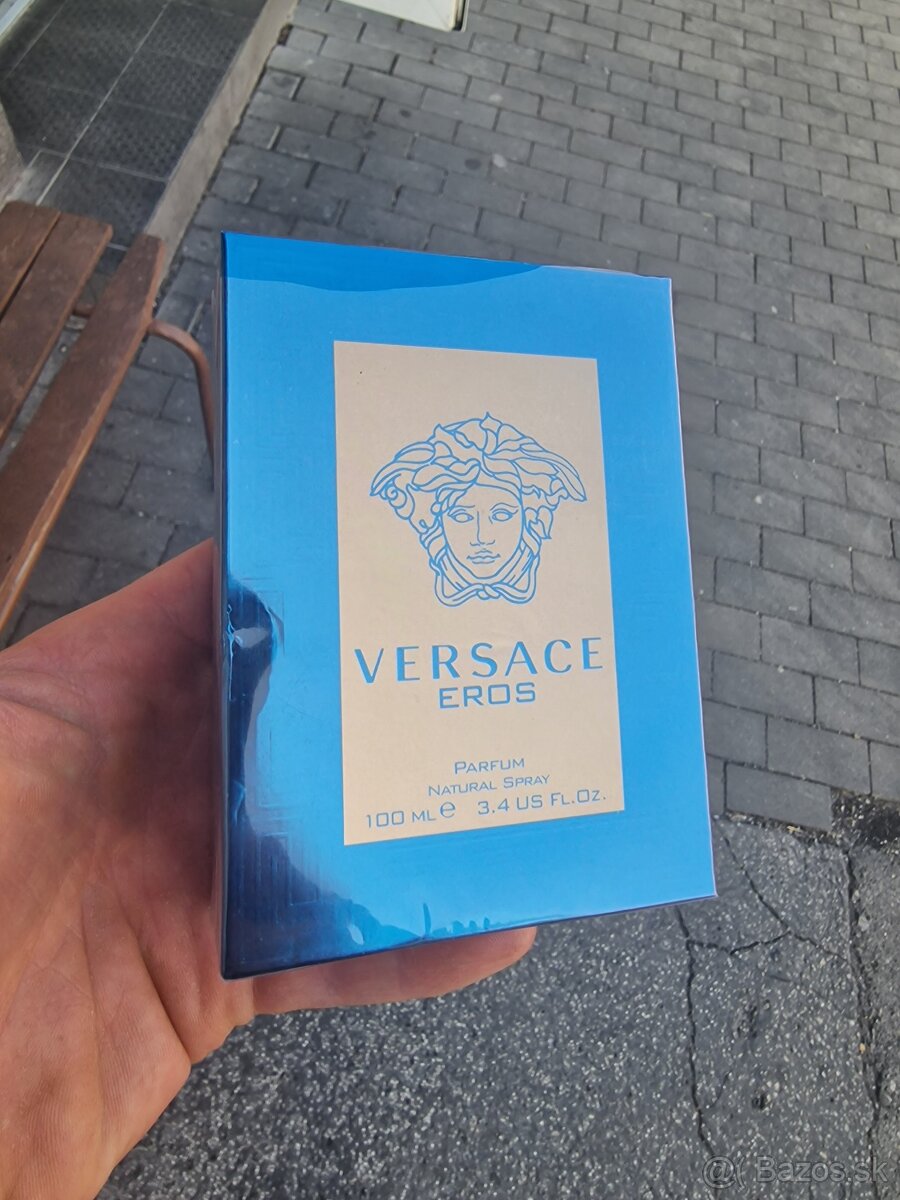 VERSACE
EROS
PARFUM
NATURAL SPRAY
100 ML e 3.4 US FL.OZ.
@( Bazos.sk